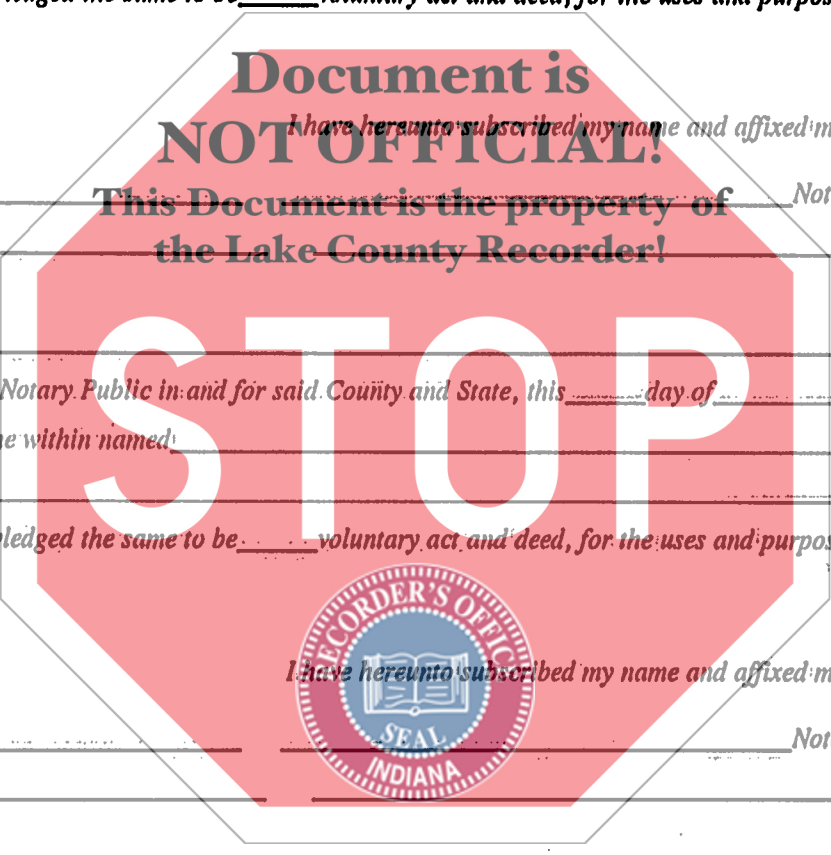 voluntary act and deed, for the uses and purpos
Document is
NOT OFFICIAL!
I have hereunto subscribed my name and affixed m
This Document is the property of
Not
the Lake County Recorder!
STOP
Notary Public in and for said County and State, this day of
e within named
ledged the same to be voluntary act and deed, for the uses and purpos
RECORDER'S OFFICE
I have hereunto subscribed my name and affixed m
SEAL
Not
INDIANA